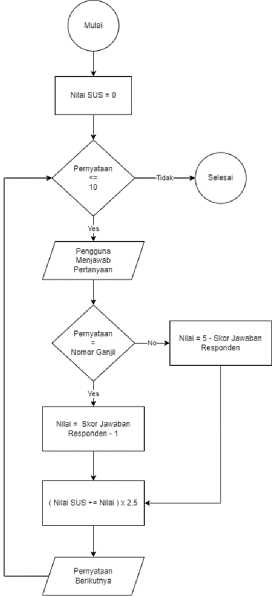 Mulai
Nilai SUS = 0
Pernyataan
<=
10
Tidak
Selesai
Yes
Pengguna
Menjawab
Pertanyaan
Pernyataan
=
Nomor Ganjil
No
Nilai = 5 - Skor Jawaban
Responden
Yes
Nilai = Skor Jawaban
Responden - 1
( Nilai SUS += Nilai ) X 2.5
Pernyataan
Berikutnya